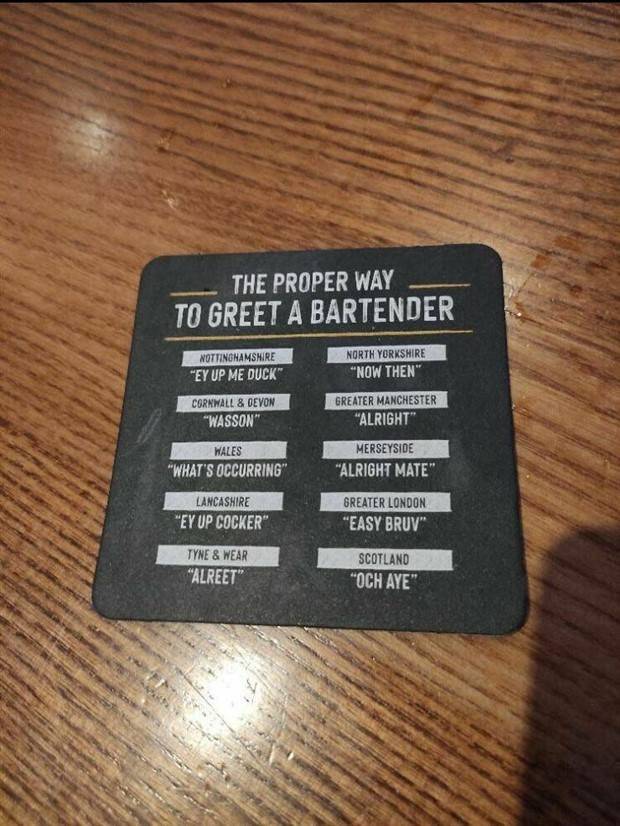 THE PROPER WAY
TO GREET A BARTENDER
NOTTINGHAMSHIRE
"EY UP ME DUCK"
CORNWALL & DEVON
"WASSON"
WALES
"WHAT'S OCCURRING"
LANCASHIRE
"EY UP COCKER"
TYNE & WEAR
"ALREET"
NORTH YORKSHIRE
"NOW THEN"
GREATER MANCHESTER
"ALRIGHT"
MERSEYSIDE
"ALRIGHT MATE"
GREATER LONDON
"EASY BRUV"
SCOTLAND
"OCH AYE"